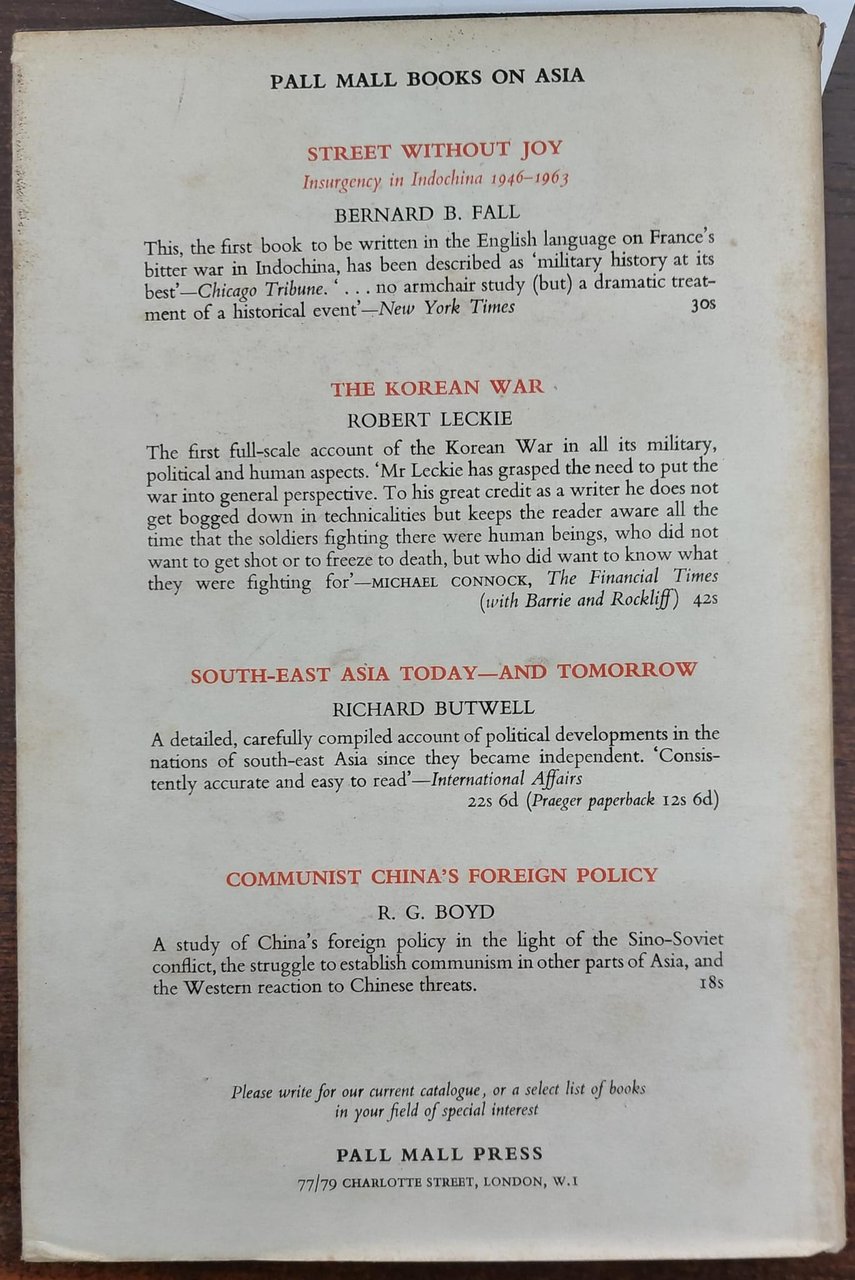 PALL MALL BOOKS ON ASIA
STREET WITHOUT JOY
Insurgency in Indochina 1946–1963
BERNARD B. FALL
This, the first book to be written in the English language on France's
bitter war in Indochina, has been described as ‘military history at its
best’—Chicago Tribune. ‘ . . . no armchair study (but) a dramatic treat-
ment of a historical event’—New York Times 30s
THE KOREAN WAR
ROBERT LECKIE
The first full-scale account of the Korean War in all its military,
political and human aspects. ‘Mr Leckie has grasped the need to put the
war into general perspective. To his great credit as a writer he does not
get bogged down in technicalities but keeps the reader aware all the
time that the soldiers fighting there were human beings, who did not
want to get shot or to freeze to death, but who did want to know what
they were fighting for’—MICHAEL CONNOCK, The Financial Times
(with Barrie and Rockliff) 42s
SOUTH-EAST ASIA TODAY—AND TOMORROW
RICHARD BUTWELL
A detailed, carefully compiled account of political developments in the
nations of south-east Asia since they became independent. ‘Consis-
tently accurate and easy to read’—International Affairs
22s 6d (Praeger paperback 12s 6d)
COMMUNIST CHINA'S FOREIGN POLICY
R. G. BOYD
A study of China's foreign policy in the light of the Sino-Soviet
conflict, the struggle to establish communism in other parts of Asia, and
the Western reaction to Chinese threats. 18s
Please write for our current catalogue, or a select list of books
in your field of special interest
PALL MALL PRESS
77/79 CHARLOTTE STREET, LONDON, W.1